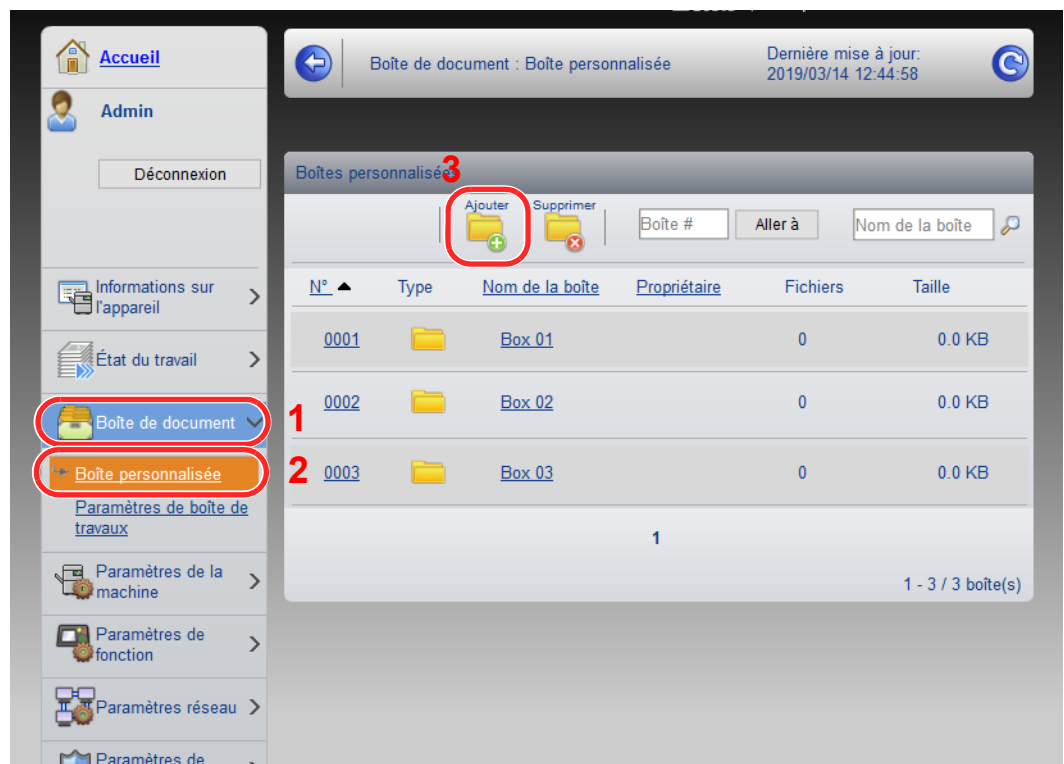 Accueil
Admin
Déconnexion
Informations sur
l'appareil
État du travail
Boîte de document
1
Boîte personnalisée
2
Paramètres de boîte de
travaux
Paramètres de la
machine
Paramètres de
fonction
Paramètres réseau
Paramètres de
Boîte de document : Boîte personnalisée
Dernière mise à jour:
2019/03/14 12:44:58
Boîtes personnalisées
3
Ajouter Supprimer
Boîte # Aller à Nom de la boîte
N° Type Nom de la boîte Propriétaire Fichiers Taille
0001 Box 01 0 0.0 KB
0002 Box 02 0 0.0 KB
0003 Box 03 0 0.0 KB
1
1 - 3 / 3 boîte(s)